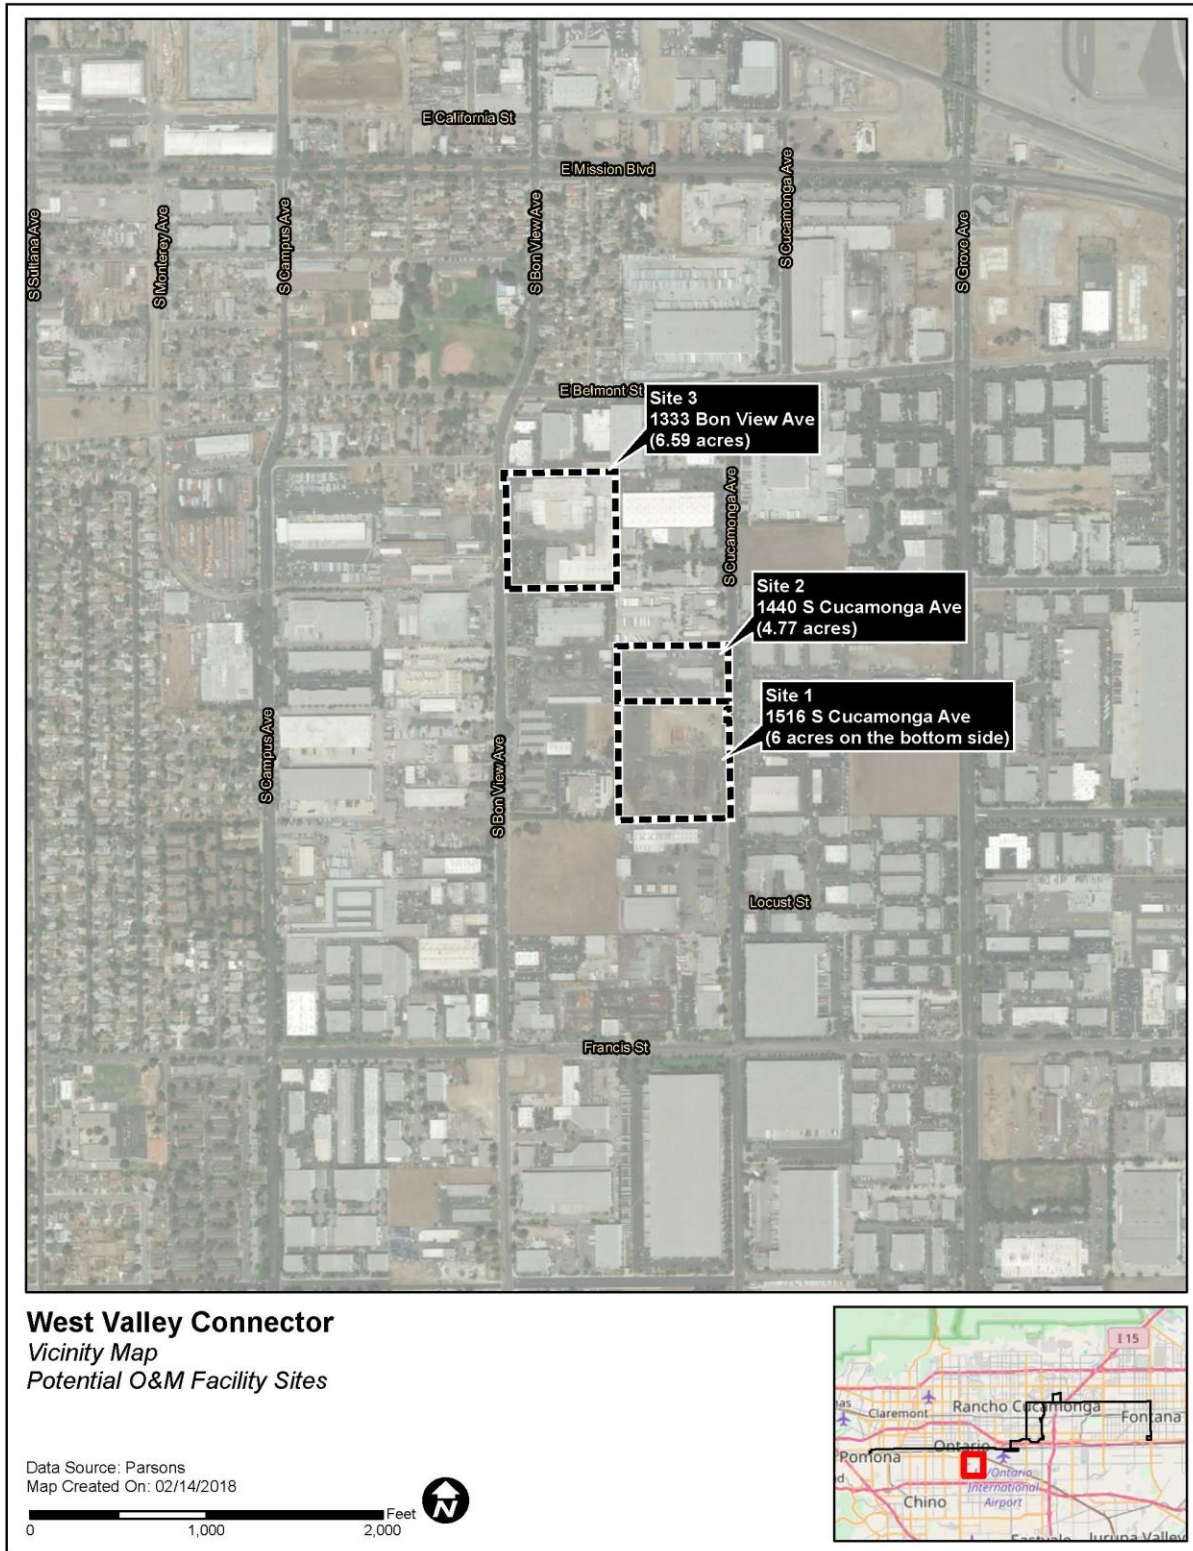 E California St
E Mission Blvd
S Sultana Ave
S Monterey Ave
S Campus Ave
S Bon View Ave
S Cucamonga Ave
S Grove Ave
E Belmont St
Site 3
1333 Bon View Ave
(6.59 acres)
S Cucamonga Ave
Site 2
1440 S Cucamonga Ave
(4.77 acres)
Site 1
1516 S Cucamonga Ave
(6 acres on the bottom side)
S Campus Ave
S Bon View Ave
Locust St
Francis St
West Valley Connector
Vicinity Map
Potential O&M Facility Sites
Data Source: Parsons
Map Created On: 02/14/2018
Feet
0 1,000 2,000
N
I 15
Claremont
Rancho Cucamonga
Fontana
Pomona
Ontario
/Ontario
International
Airport
Chino
Jurupa Valley